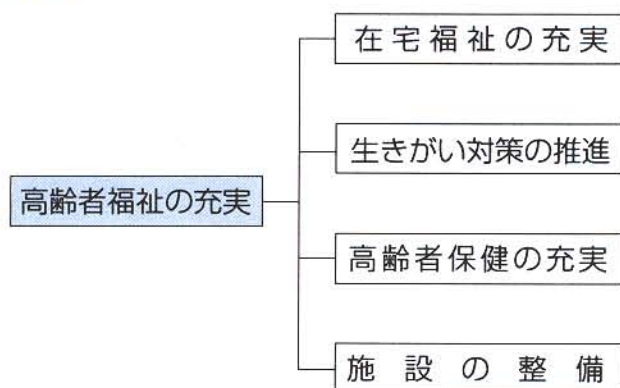 高齢者福祉の充実
在宅福祉の充実
生きがい対策の推進
高齢者保健の充実
施設の整備